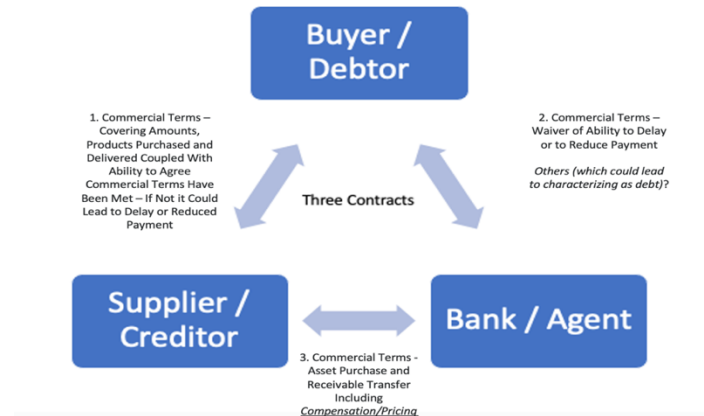 Buyer /
Debtor
1. Commercial Terms –
Covering Amounts,
Products Purchased and
Delivered Coupled With
Ability to Agree
Commercial Terms Have
Been Met – If Not it Could
Lead to Delay or Reduced
Payment
2. Commercial Terms –
Waiver of Ability to Delay
or to Reduce Payment
Others (which could lead
to characterizing as debt)?
Three Contracts
Supplier /
Creditor
Bank / Agent
3. Commercial Terms -
Asset Purchase and
Receivable Transfer
Including
Compensation/Pricing